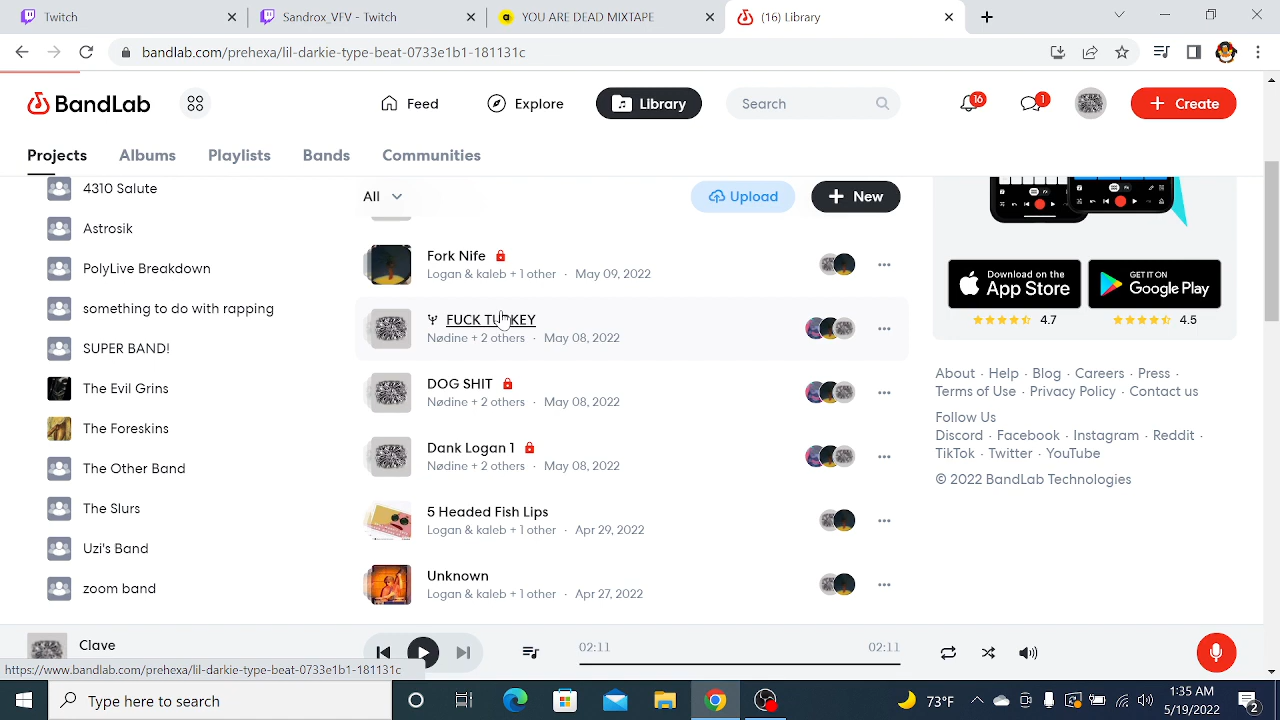 Twitch
Sandox_VFV - Twitch
YOU ARE DEAD MIXTAPE
(16) Library
bandlab.com/prehexa/lil-darkie-type-beat-0733e1b1-181131c
BandLab
Feed
Explore
Library
Search
16
1
Create
Projects
Albums
Playlists
Bands
Communities
4310 Salute
Astrosik
PolyLive Breakdown
something to do with rapping
SUPER BAND!
The Evil Grins
The Foreskins
The Other Band
The Slurs
Uzi's Band
zoom band
All
Upload
New
Fork Nife
Logan & kaleb + 1 other · May 09, 2022
FUCK TURKEY
Nødine + 2 others · May 08, 2022
DOG SHIT
Nødine + 2 others · May 08, 2022
Dank Logan 1
Nødine + 2 others · May 08, 2022
5 Headed Fish Lips
Logan & kaleb + 1 other · Apr 29, 2022
Unknown
Logan & kaleb + 1 other · Apr 27, 2022
Download on the
App Store
GET IT ON
Google Play
4.7
4.5
About · Help · Blog · Careers · Press ·
Terms of Use · Privacy Policy · Contact us
Follow Us
Discord · Facebook · Instagram · Reddit ·
TikTok · Twitter · YouTube
© 2022 BandLab Technologies
Clave
02:11
02:11
https://www.bandlab.com/prehexa/lil-darkie-type-beat-0733e1b1-181131c
Type here to search
73°F
1:35 AM
5/19/2022
2